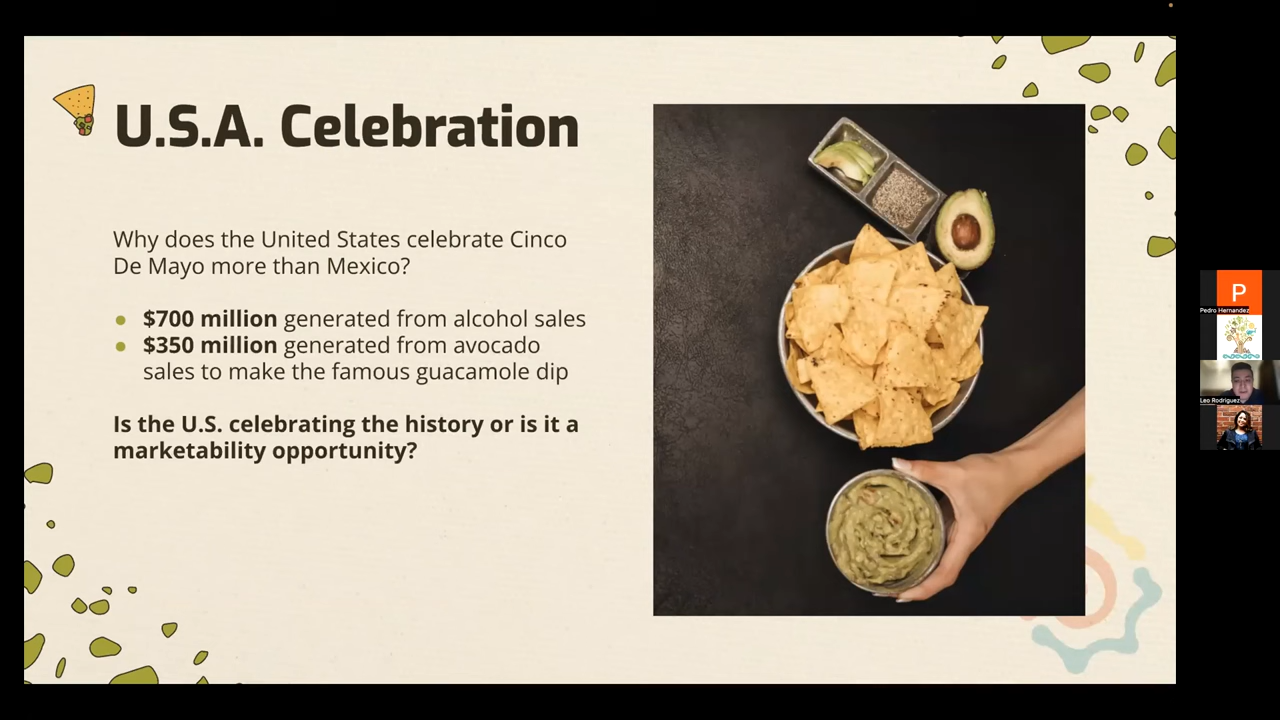 U.S.A. Celebration
Why does the United States celebrate Cinco
De Mayo more than Mexico?
● $700 million generated from alcohol sales
● $350 million generated from avocado
sales to make the famous guacamole dip
Is the U.S. celebrating the history or is it a
marketability opportunity?
P
Pedro Hernandez
Leo Rodriguez